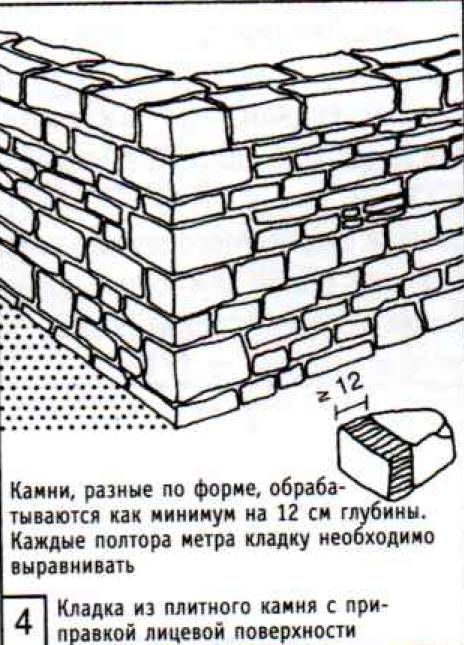 ≥ 12
Камни, разные по форме, обраба-
тываются как минимум на 12 см глубины.
Каждые полтора метра кладку необходимо
выравнивать
4
Кладка из плитного камня с при-
правкой лицевой поверхности